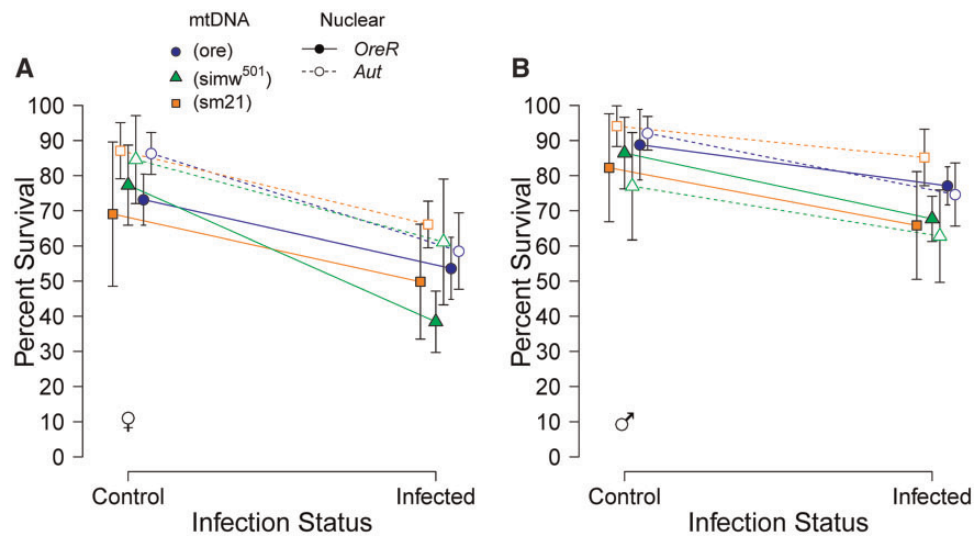 mtDNA Nuclear
(ore) OreR
(simw501) Aut
(sm21)
A
Percent Survival
100
90
80
70
60
50
40
30
20
10
0
♀
Control Infected
Infection Status
B
Percent Survival
100
90
80
70
60
50
40
30
20
10
0
♂
Control Infected
Infection Status